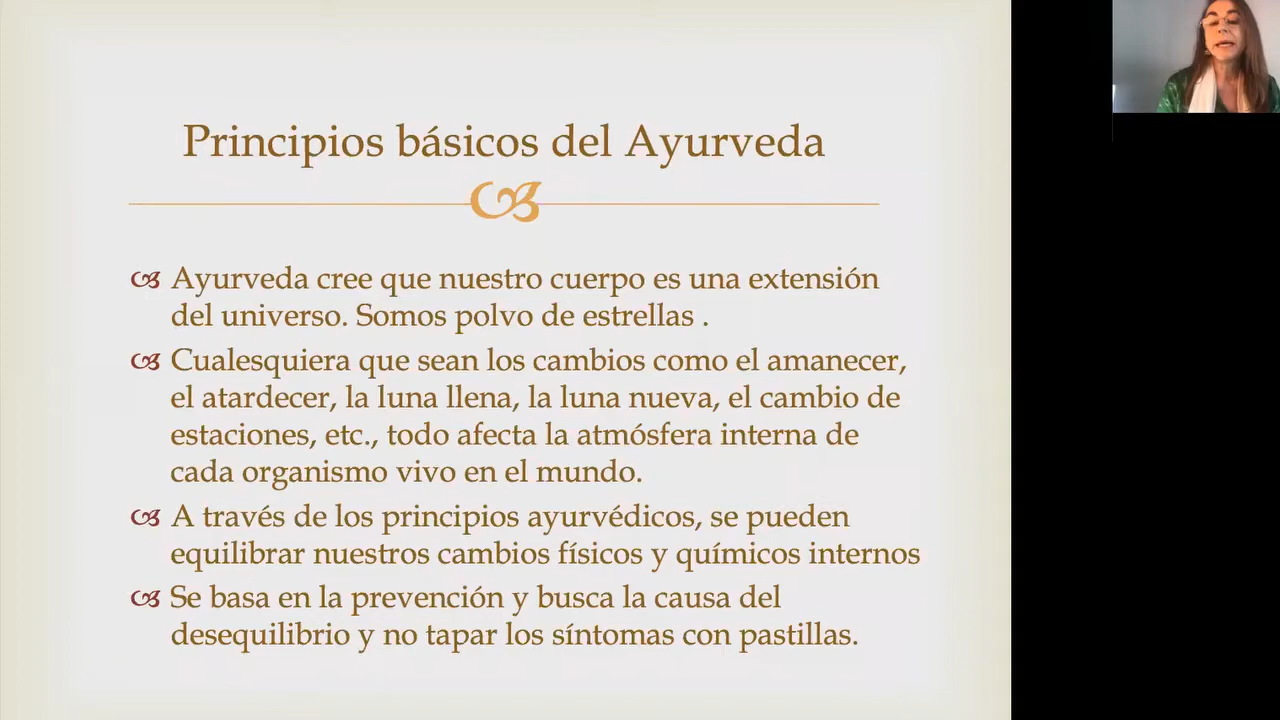 Principios básicos del Ayurveda
Ayurveda cree que nuestro cuerpo es una extensión
del universo. Somos polvo de estrellas .
Cualesquiera que sean los cambios como el amanecer,
el atardecer, la luna llena, la luna nueva, el cambio de
estaciones, etc., todo afecta la atmósfera interna de
cada organismo vivo en el mundo.
A través de los principios ayurvédicos, se pueden
equilibrar nuestros cambios físicos y químicos internos
Se basa en la prevención y busca la causa del
desequilibrio y no tapar los síntomas con pastillas.